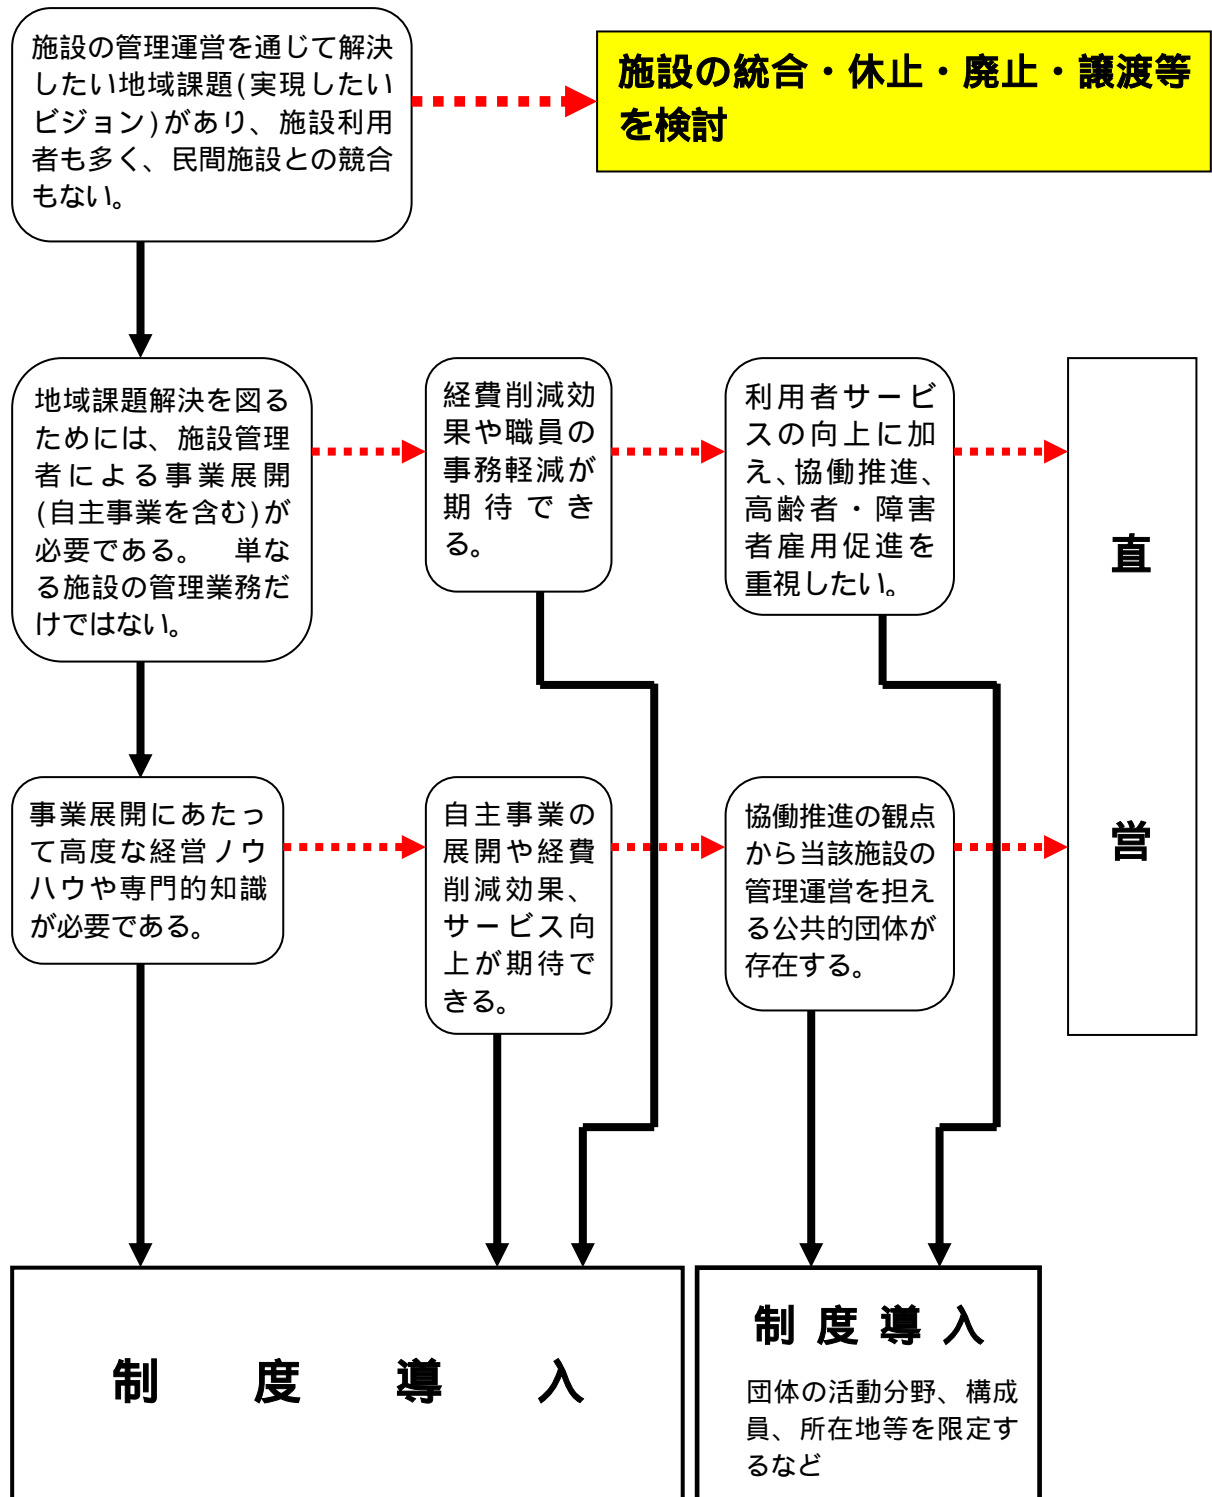 施設の管理運営を通じて解決
したい地域課題(実現したい
ビジョン)があり、施設利用
者も多く、民間施設との競合
もない。
施設の統合・休止・廃止・譲渡等
を検討
地域課題解決を図る
ためには、施設管理
者による事業展開
(自主事業を含む)が
必要である。　単な
る施設の管理業務だ
けではない。
経費削減効
果や職員の
事務軽減が
期待でき
る。
利用者サービ
スの向上に加
え、協働推進、
高齢者・障害
者雇用促進を
重視したい。
直
営
事業展開にあたっ
て高度な経営ノウ
ハウや専門的知識
が必要である。
自主事業の
展開や経費
削減効果、
サービス向
上が期待で
きる。
協働推進の観点
から当該施設の
管理運営を担え
る公共的団体が
存在する。
制　度　導　入
制度導入
団体の活動分野、構成
員、所在地等を限定す
るなど